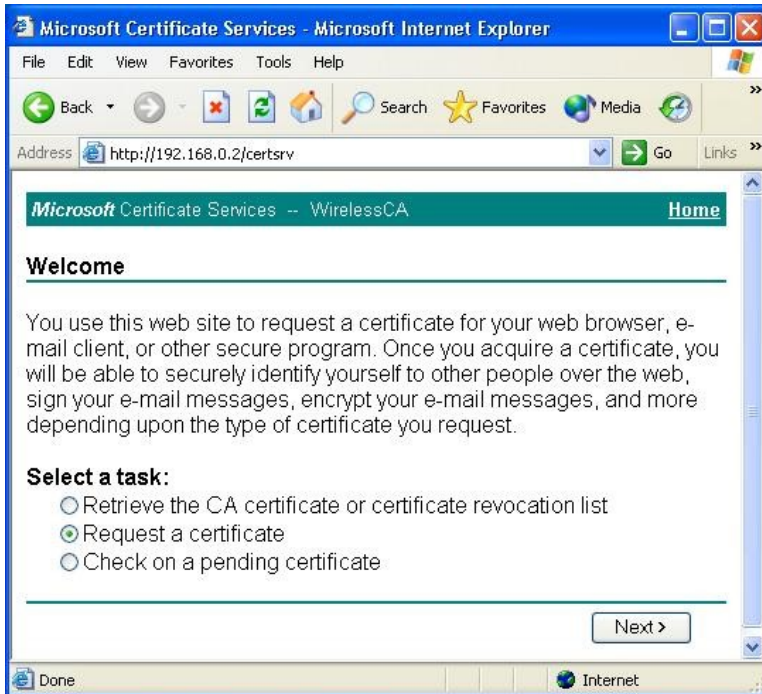 Microsoft Certificate Services - Microsoft Internet Explorer
File Edit View Favorites Tools Help
Back Search Favorites Media »
Address http://192.168.0.2/certsrv Go Links »
Microsoft Certificate Services -- WirelessCA Home
Welcome
You use this web site to request a certificate for your web browser, e-
mail client, or other secure program. Once you acquire a certificate, you
will be able to securely identify yourself to other people over the web,
sign your e-mail messages, encrypt your e-mail messages, and more
depending upon the type of certificate you request.
Select a task:
Retrieve the CA certificate or certificate revocation list
Request a certificate
Check on a pending certificate
Next >
Done Internet